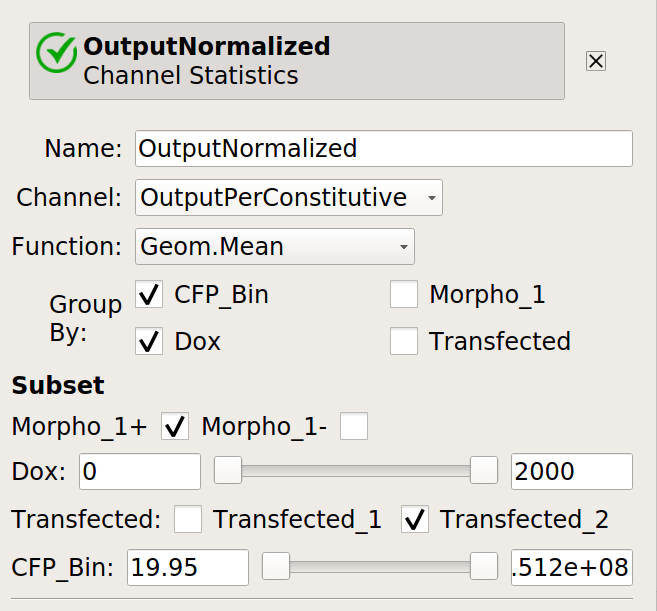 OutputNormalized
Channel Statistics
Name: OutputNormalized
Channel: OutputPerConstitutive
Function: Geom.Mean
Group By:
CFP_Bin Morpho_1
Dox Transfected
Subset
Morpho_1+ Morpho_1-
Dox: 0 2000
Transfected: Transfected_1 Transfected_2
CFP_Bin: 19.95 .512e+08